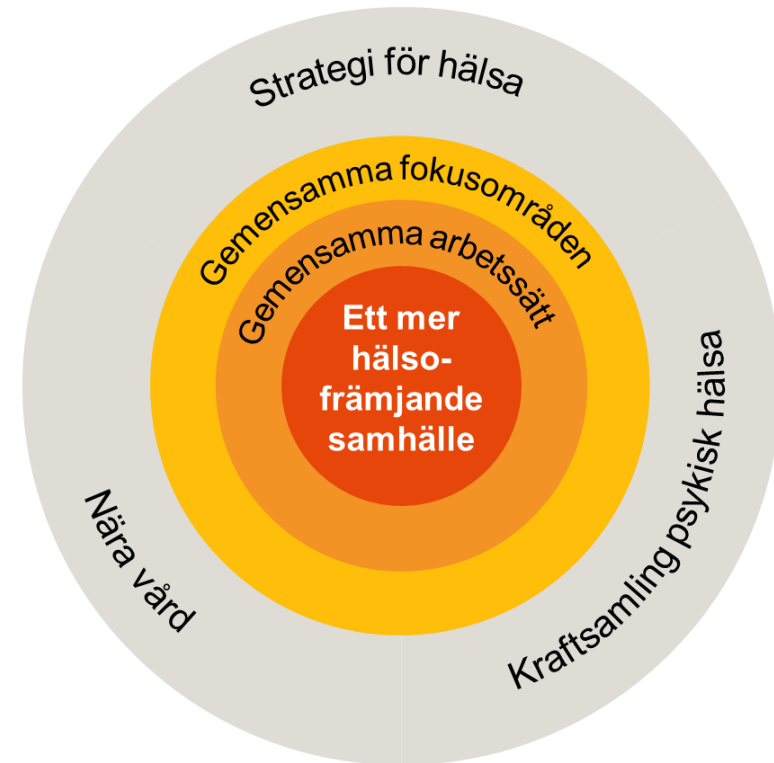 Strategi för hälsa
Gemensamma fokusområden
Gemensamma arbetssätt
Ett mer
hälso-
främjande
samhälle
Nära vård
Kraftsamling psykisk hälsa